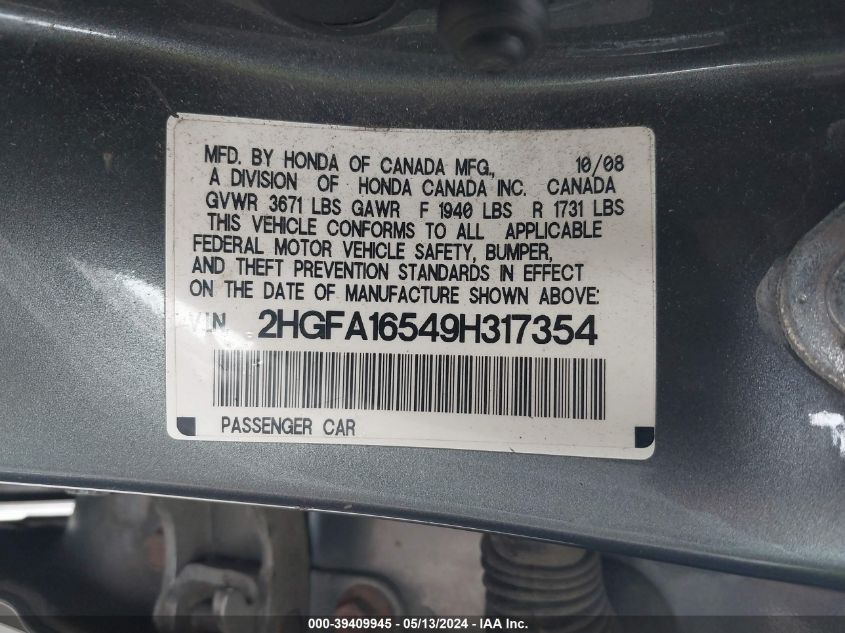 MFD. BY HONDA OF CANADA MFG., 10/08
A DIVISION OF HONDA CANADA INC. CANADA
GVWR 3671 LBS GAWR F 1940 LBS R 1731 LBS
THIS VEHICLE CONFORMS TO ALL APPLICABLE
FEDERAL MOTOR VEHICLE SAFETY, BUMPER,
AND THEFT PREVENTION STANDARDS IN EFFECT
ON THE DATE OF MANUFACTURE SHOWN ABOVE:
VIN 2HGFA16549H317354
PASSENGER CAR
000-39409945 - 05/13/2024 - IAA Inc.